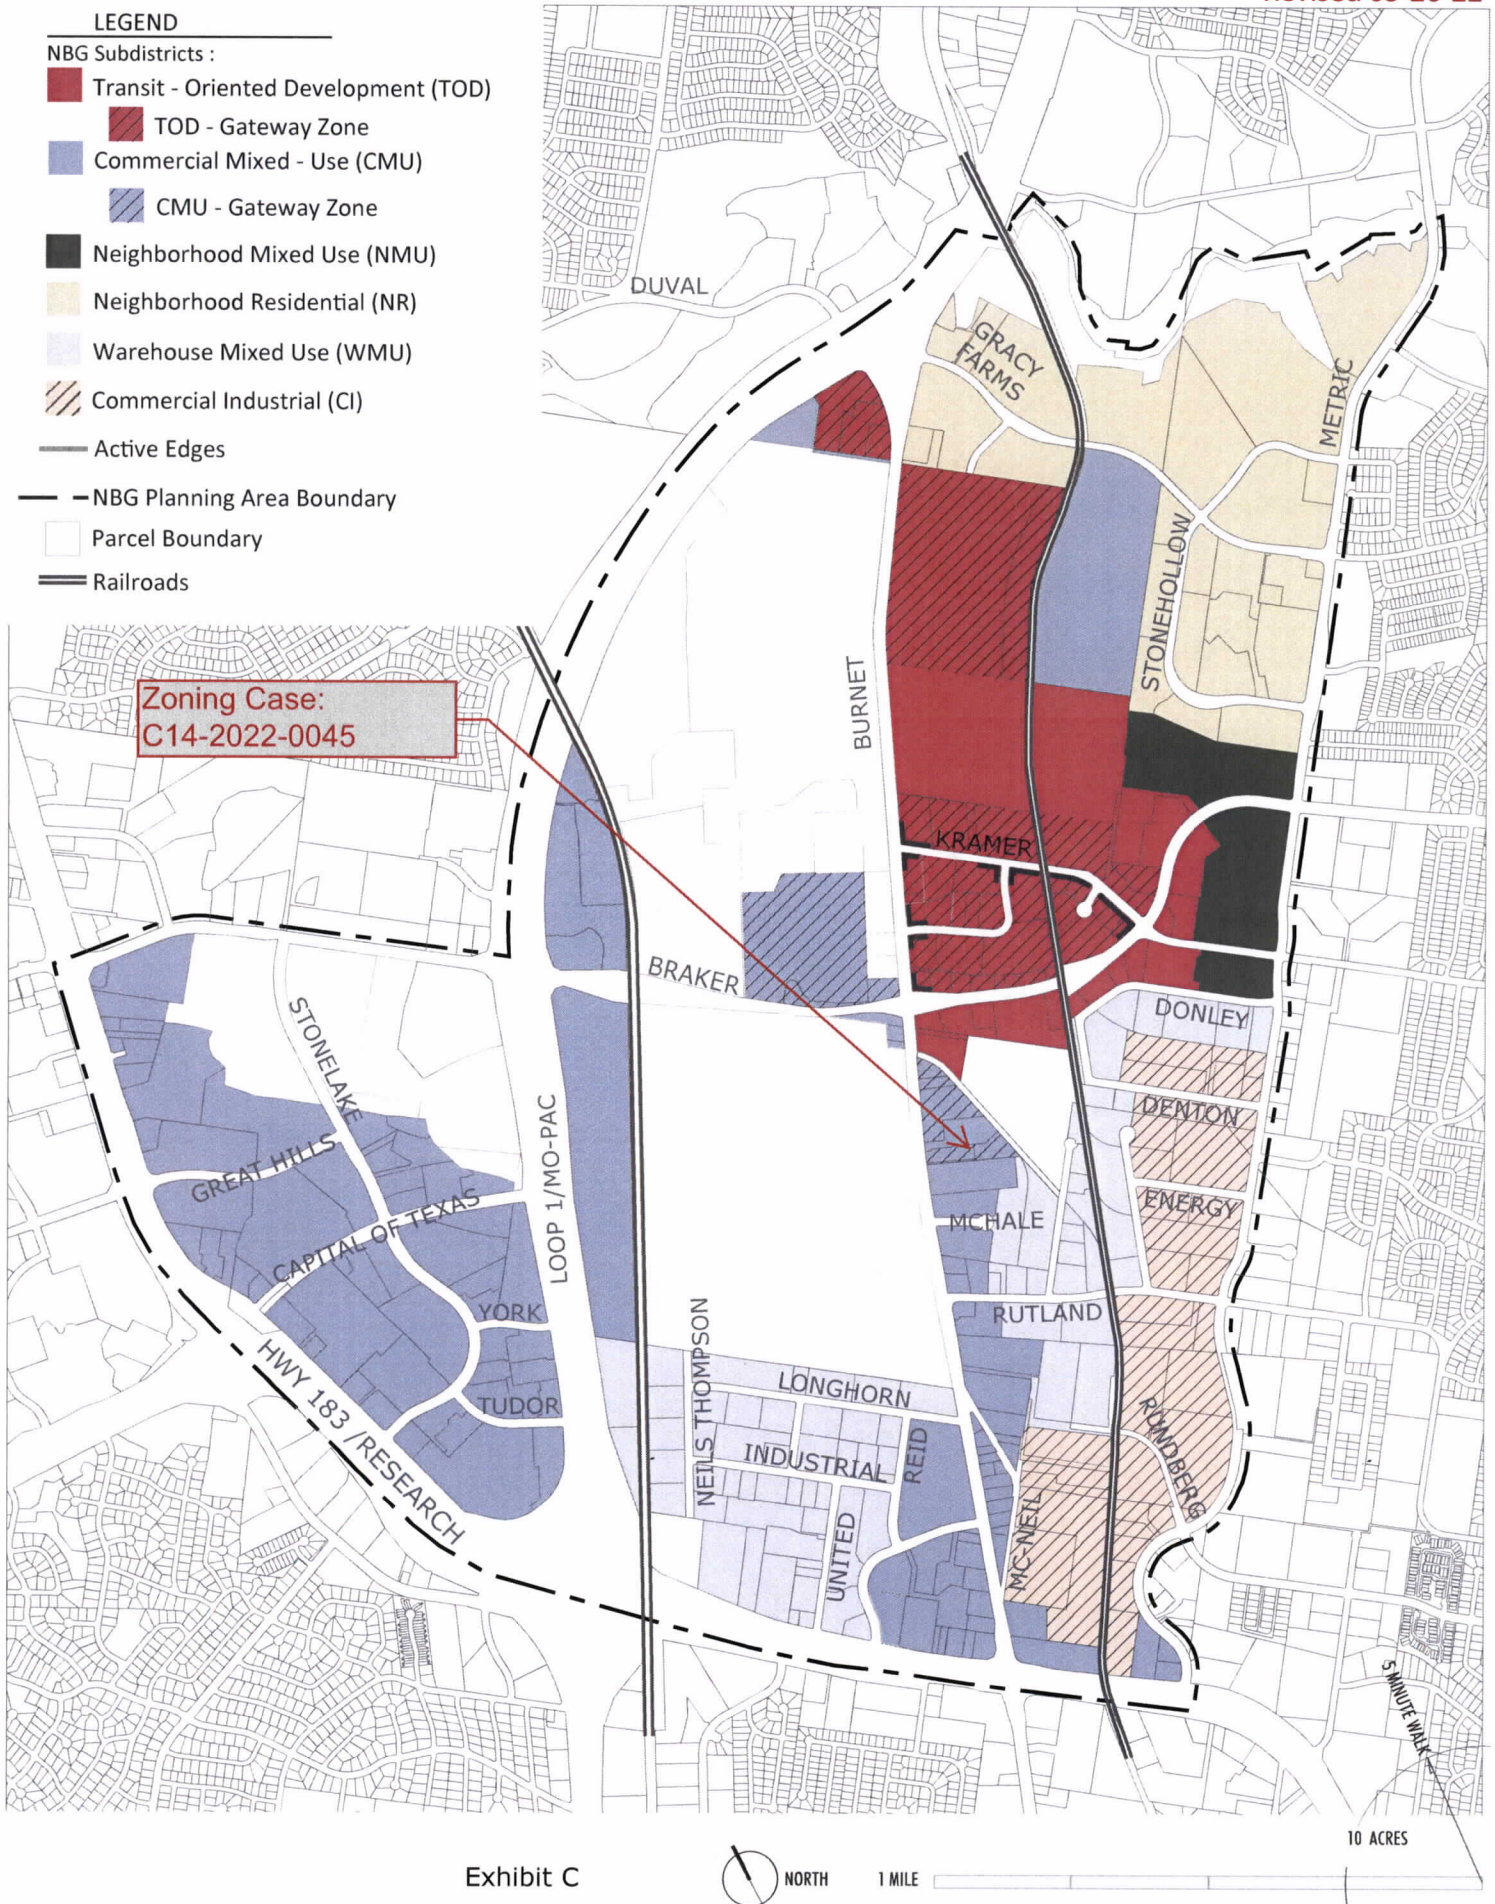 LEGEND
NBG Subdistricts :
Transit - Oriented Development (TOD)
TOD - Gateway Zone
Commercial Mixed - Use (CMU)
CMU - Gateway Zone
Neighborhood Mixed Use (NMU)
Neighborhood Residential (NR)
Warehouse Mixed Use (WMU)
Commercial Industrial (CI)
Active Edges
NBG Planning Area Boundary
Parcel Boundary
Railroads
DUVAL
GRACY
FARMS
METRIC
STONEHOLLOW
BURNET
Zoning Case:
C14-2022-0045
KRAMER
BRAKER
DONLEY
STONELAKE
DENTON
GREAT HILLS
CAPITAL OF TEXAS
LOOP 1/MO-PAC
ENERGY
MCHALE
YORK
RUTLAND
HWY 183 /RESEARCH
NEILS THOMPSON
LONGHORN
TUDOR
RUNDBERG
REID
INDUSTRIAL
UNITED
MC-NEIL
5 MINUTE WALK
10 ACRES
Exhibit C
NORTH
1 MILE